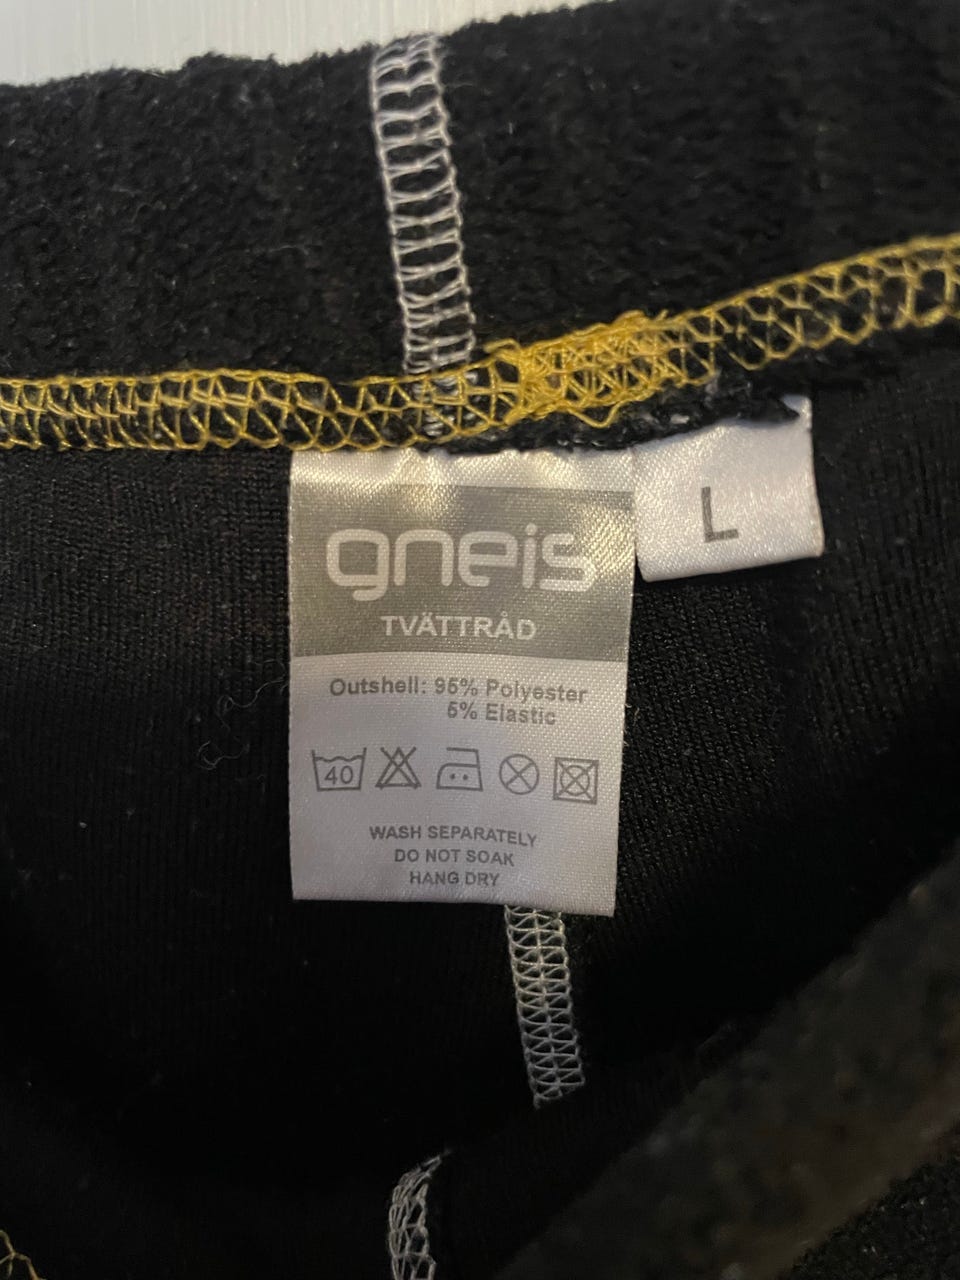 gneis
L
TVÄTTRÅD
Outshell: 95% Polyester
5% Elastic
40
WASH SEPARATELY
DO NOT SOAK
HANG DRY